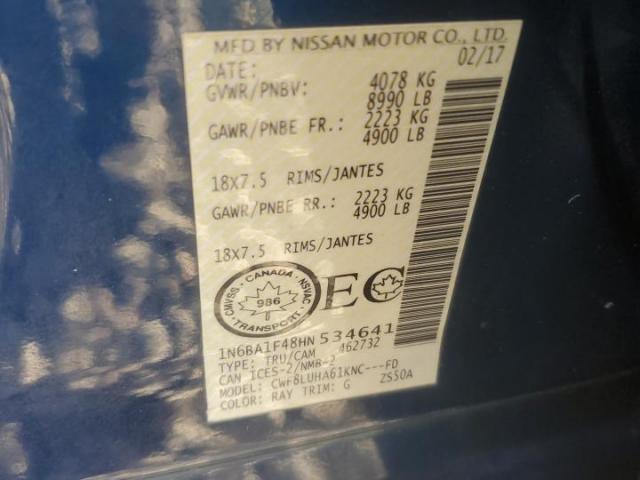 MFD BY NISSAN MOTOR CO., LTD.
DATE: 02/17
GVWR/PNBV: 4078 KG
8990 LB
GAWR/PNBE FR.: 2223 KG
4900 LB
18X7.5 RIMS/JANTES
GAWR/PNBE RR.: 2223 KG
4900 LB
18X7.5 RIMS/JANTES
CMVSS · CANADA · NSVAC
986
TRANSPORT
EC
1N6BA1F48HN534641
TYPE: TRU/CAM 462732
CAN ICES-2/NMB-2
MODEL: CWF8LUHA61KNC---FD
COLOR: RAY TRIM: G ZS50A